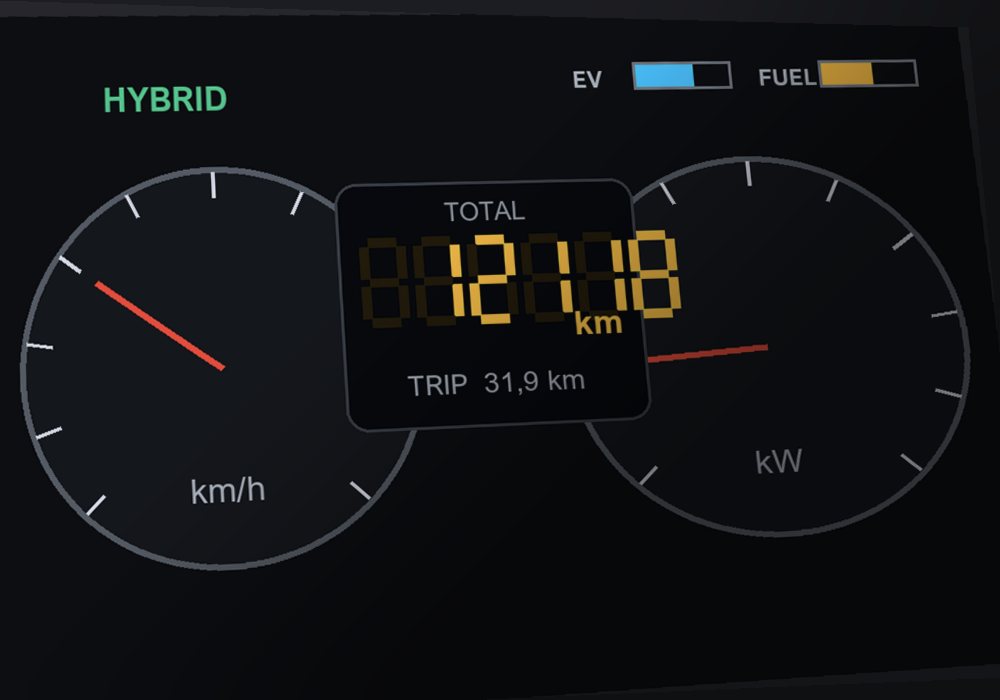 EV FUEL
HYBRID
TOTAL
12118
km
TRIP 31,9 km
km/h
kW